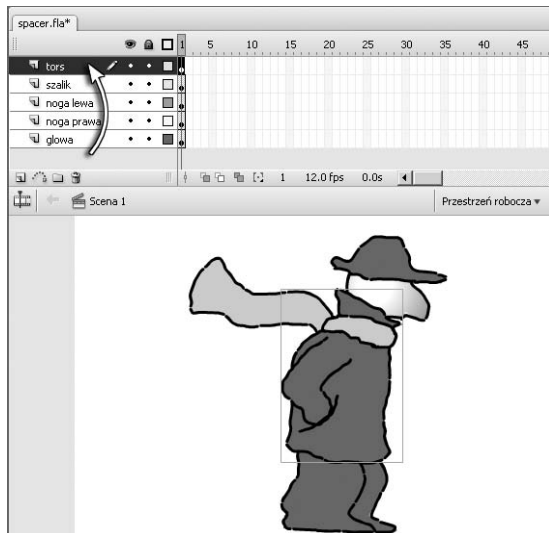 spacer.fla*
1 5 10 15 20 25 30 35 40 45
tors
szalik
noga lewa
noga prawa
glowa
1 12.0 fps 0.0s
Scena 1 Przestrzeń robocza